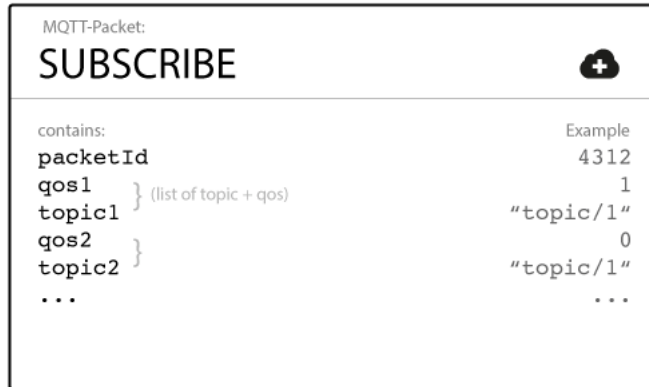 MQTT-Packet:
SUBSCRIBE
contains: Example
packetId 4312
qos1 } (list of topic + qos) 1
topic1 “topic/1“
qos2 } 0
topic2 “topic/1“
... ...